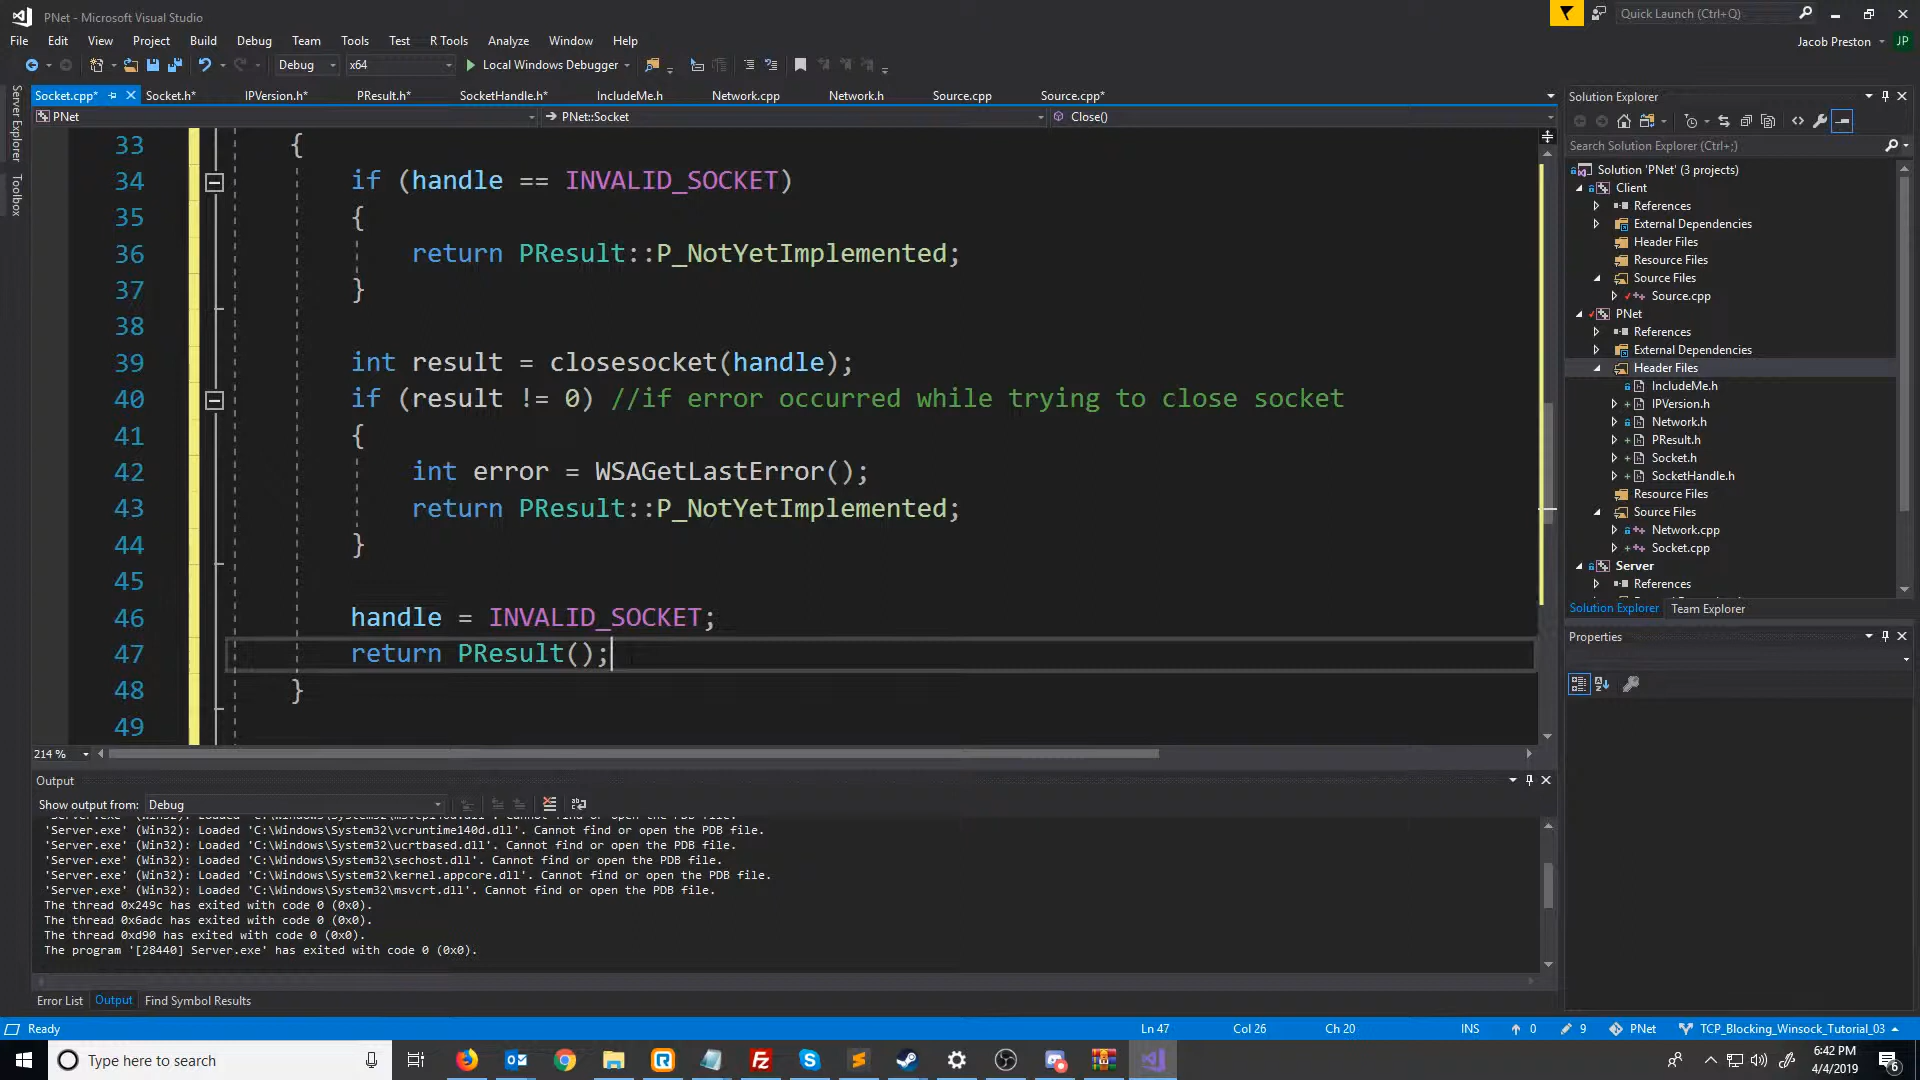 PNet - Microsoft Visual Studio
Quick Launch (Ctrl+Q)
File Edit View Project Build Debug Team Tools Test R Tools Analyze Window Help
Jacob Preston JP
Debug x64 Local Windows Debugger
Socket.cpp* Socket.h* IPVersion.h* PResult.h* SocketHandle.h* IncludeMe.h Network.cpp Network.h Source.cpp Source.cpp*
PNet PNet::Socket Close()
Server Explorer
Toolbox
33 {
34 if (handle == INVALID_SOCKET)
35 {
36 return PResult::P_NotYetImplemented;
37 }
38
39 int result = closesocket(handle);
40 if (result != 0) //if error occurred while trying to close socket
41 {
42 int error = WSAGetLastError();
43 return PResult::P_NotYetImplemented;
44 }
45
46 handle = INVALID_SOCKET;
47 return PResult();
48 }
49
214 %
Solution Explorer
Search Solution Explorer (Ctrl+;)
Solution 'PNet' (3 projects)
Client
References
External Dependencies
Header Files
Resource Files
Source Files
Source.cpp
PNet
References
External Dependencies
Header Files
IncludeMe.h
IPVersion.h
Network.h
PResult.h
Socket.h
SocketHandle.h
Resource Files
Source Files
Network.cpp
Socket.cpp
Server
References
Solution Explorer Team Explorer
Properties
Output
Show output from: Debug
'Server.exe' (Win32): Loaded 'C:\Windows\System32\vcruntime140d.dll'. Cannot find or open the PDB file.
'Server.exe' (Win32): Loaded 'C:\Windows\System32\ucrtbased.dll'. Cannot find or open the PDB file.
'Server.exe' (Win32): Loaded 'C:\Windows\System32\sechost.dll'. Cannot find or open the PDB file.
'Server.exe' (Win32): Loaded 'C:\Windows\System32\kernel.appcore.dll'. Cannot find or open the PDB file.
'Server.exe' (Win32): Loaded 'C:\Windows\System32\msvcrt.dll'. Cannot find or open the PDB file.
The thread 0x249c has exited with code 0 (0x0).
The thread 0x6adc has exited with code 0 (0x0).
The thread 0xd90 has exited with code 0 (0x0).
The program '[28440] Server.exe' has exited with code 0 (0x0).
Error List Output Find Symbol Results
Ready Ln 47 Col 26 Ch 20 INS 0 9 PNet TCP_Blocking_Winsock_Tutorial_03
Type here to search
6:42 PM
4/4/2019
6